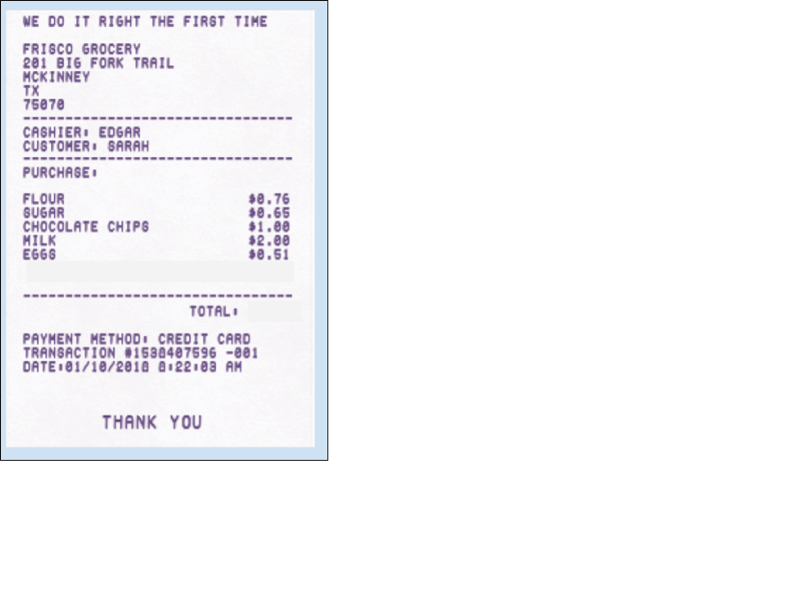 WE DO IT RIGHT THE FIRST TIME
FRISCO GROCERY
201 BIG FORK TRAIL
MCKINNEY
TX
75070
--------------------------------
CASHIER: EDGAR
CUSTOMER: SARAH
--------------------------------
PURCHASE:
FLOUR $0.76
SUGAR $0.65
CHOCOLATE CHIPS $1.00
MILK $2.00
EGGS $0.51
--------------------------------
TOTAL:
PAYMENT METHOD: CREDIT CARD
TRANSACTION #1538407596 -001
DATE:01/10/2018 8:22:03 AM
THANK YOU